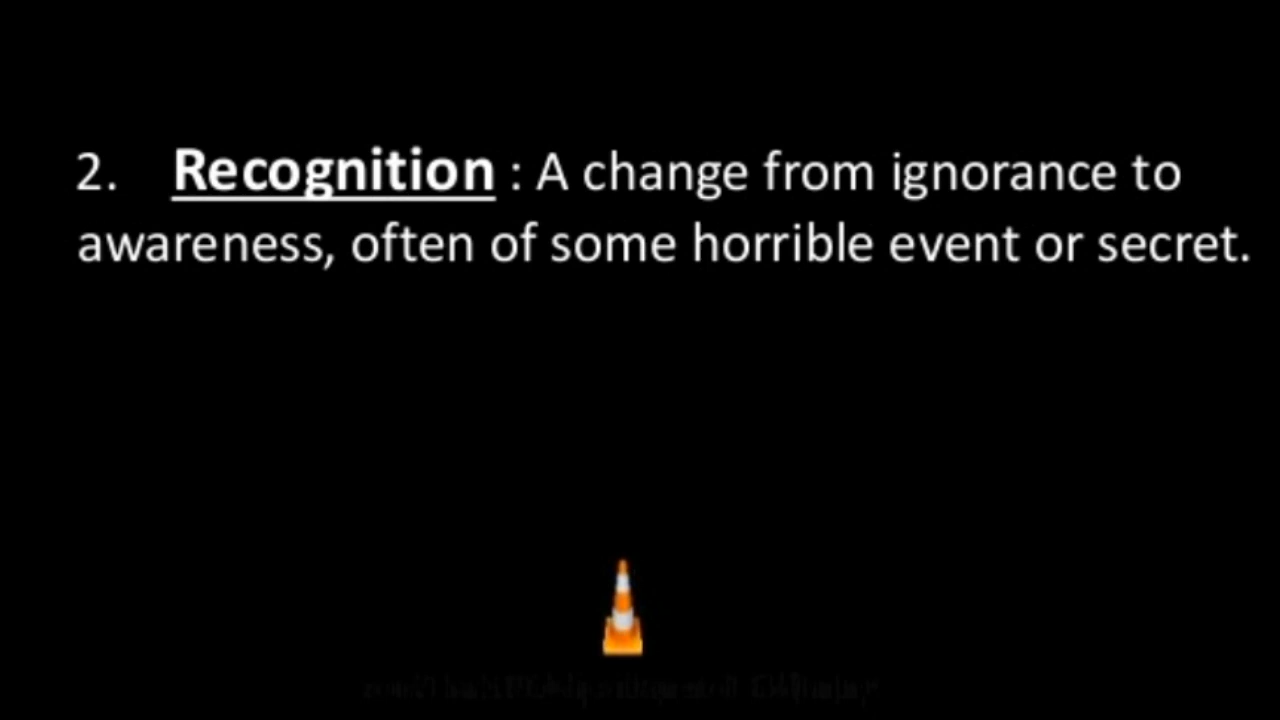 2. Recognition : A change from ignorance to
awareness, often of some horrible event or secret.